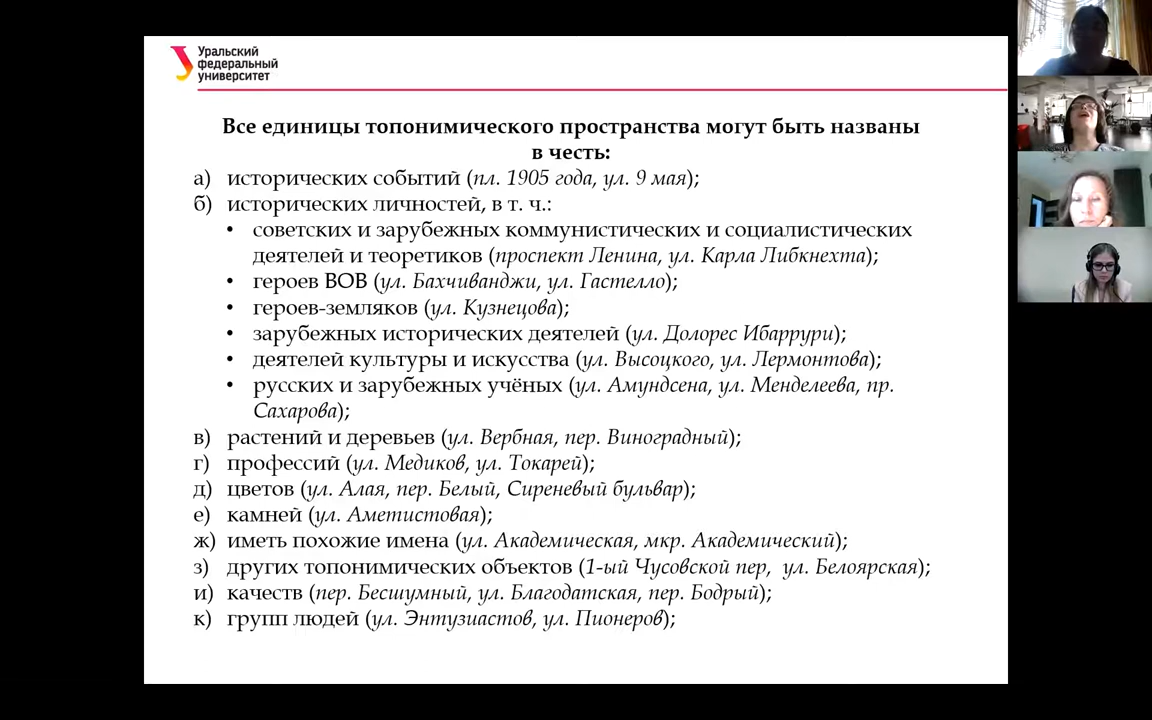 Уральский
федеральный
университет
Все единицы топонимического пространства могут быть названы
в честь:
а) исторических событий (пл. 1905 года, ул. 9 мая);
б) исторических личностей, в т. ч.:
• советских и зарубежных коммунистических и социалистических
деятелей и теоретиков (проспект Ленина, ул. Карла Либкнехта);
• героев ВОВ (ул. Бахчиванджи, ул. Гастелло);
• героев-земляков (ул. Кузнецова);
• зарубежных исторических деятелей (ул. Долорес Ибаррури);
• деятелей культуры и искусства (ул. Высоцкого, ул. Лермонтова);
• русских и зарубежных учёных (ул. Амундсена, ул. Менделеева, пр.
Сахарова);
в) растений и деревьев (ул. Вербная, пер. Виноградный);
г) профессий (ул. Медиков, ул. Токарей);
д) цветов (ул. Алая, пер. Белый, Сиреневый бульвар);
е) камней (ул. Аметистовая);
ж) иметь похожие имена (ул. Академическая, мкр. Академический);
з) других топонимических объектов (1-ый Чусовской пер, ул. Белоярская);
и) качеств (пер. Бесшумный, ул. Благодатская, пер. Бодрый);
к) групп людей (ул. Энтузиастов, ул. Пионеров);